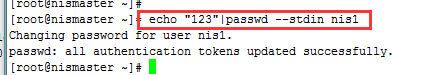 [root@nismaster ~]#
[root@nismaster ~]# echo "123"|passwd --stdin nis1
Changing password for user nis1.
passwd: all authentication tokens updated successfully.
[root@nismaster ~]#